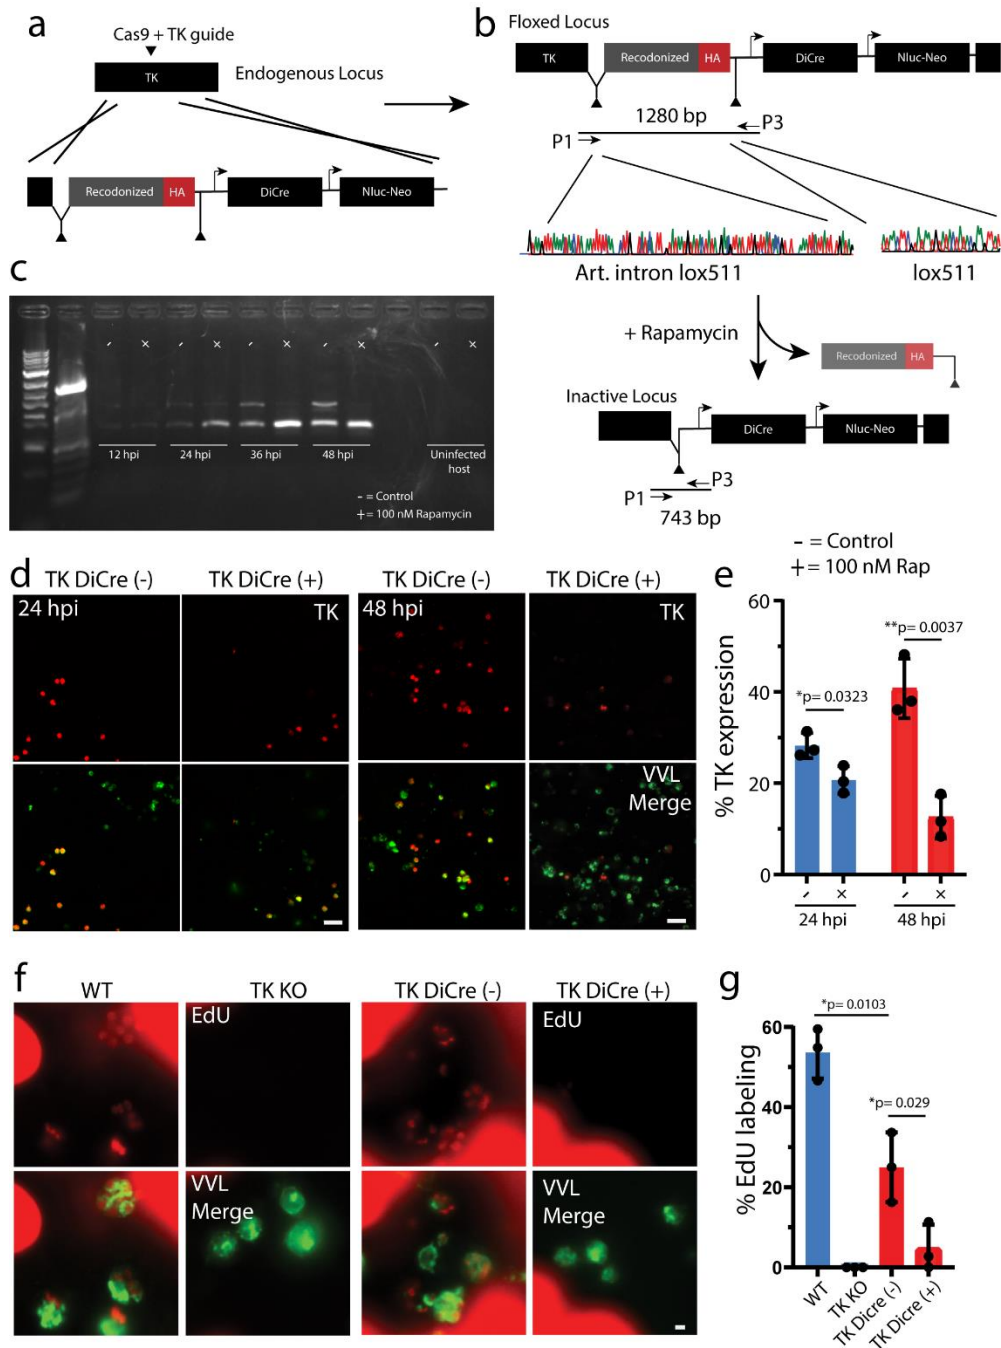 a
Cas9 + TK guide
TK
Endogenous Locus
Recodonized
HA
DiCre
Nluc-Neo
b
Floxed Locus
TK
Recodonized
HA
DiCre
Nluc-Neo
1280 bp
P1
P3
Art. intron lox511
lox511
+ Rapamycin
Recodonized
HA
Inactive Locus
DiCre
Nluc-Neo
P1
P3
743 bp
c
- + - + - + - + - +
12 hpi
24 hpi
36 hpi
48 hpi
Uninfected
host
- = Control
+ = 100 nM Rapamycin
d
TK DiCre (-)
TK DiCre (+)
TK DiCre (-)
TK DiCre (+)
24 hpi
TK
48 hpi
TK
VVL
Merge
e
- = Control
+ = 100 nM Rap
% TK expression
60
40
20
0
*p= 0.0323
**p= 0.0037
- + - +
24 hpi
48 hpi
f
WT
TK KO
TK DiCre (-)
TK DiCre (+)
EdU
EdU
VVL
Merge
VVL
Merge
g
% EdU labeling
60
40
20
0
*p= 0.0103
*p= 0.029
WT
TK KO
TK Dicre (-)
TK Dicre (+)